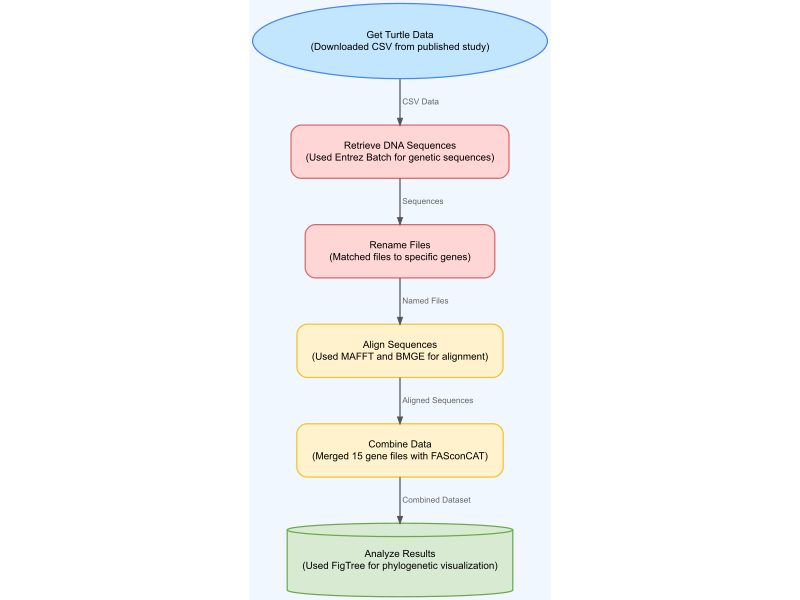 Get Turtle Data
(Downloaded CSV from published study)
CSV Data
Retrieve DNA Sequences
(Used Entrez Batch for genetic sequences)
Sequences
Rename Files
(Matched files to specific genes)
Named Files
Align Sequences
(Used MAFFT and BMGE for alignment)
Aligned Sequences
Combine Data
(Merged 15 gene files with FASconCAT)
Combined Dataset
Analyze Results
(Used FigTree for phylogenetic visualization)